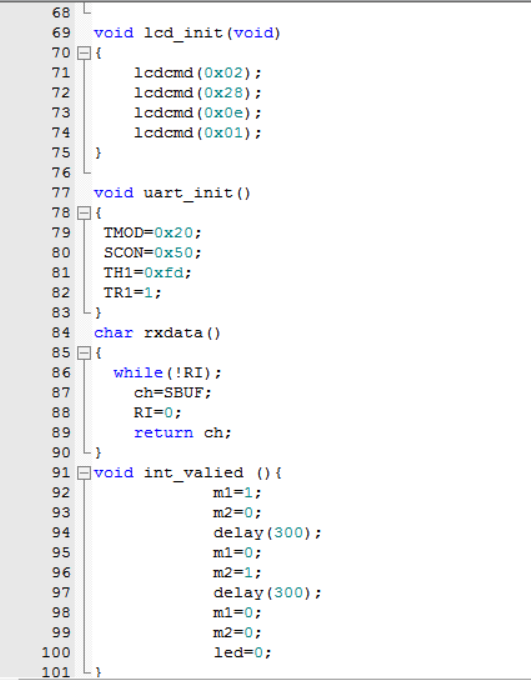 68
69 void lcd_init(void)
70 {
71     lcdcmd(0x02);
72     lcdcmd(0x28);
73     lcdcmd(0x0e);
74     lcdcmd(0x01);
75 }
76
77 void uart_init()
78 {
79  TMOD=0x20;
80  SCON=0x50;
81  TH1=0xfd;
82  TR1=1;
83 }
84 char rxdata()
85 {
86   while(!RI);
87     ch=SBUF;
88     RI=0;
89     return ch;
90 }
91 void int_valied (){
92             m1=1;
93             m2=0;
94             delay(300);
95             m1=0;
96             m2=1;
97             delay(300);
98             m1=0;
99             m2=0;
100             led=0;
101 }